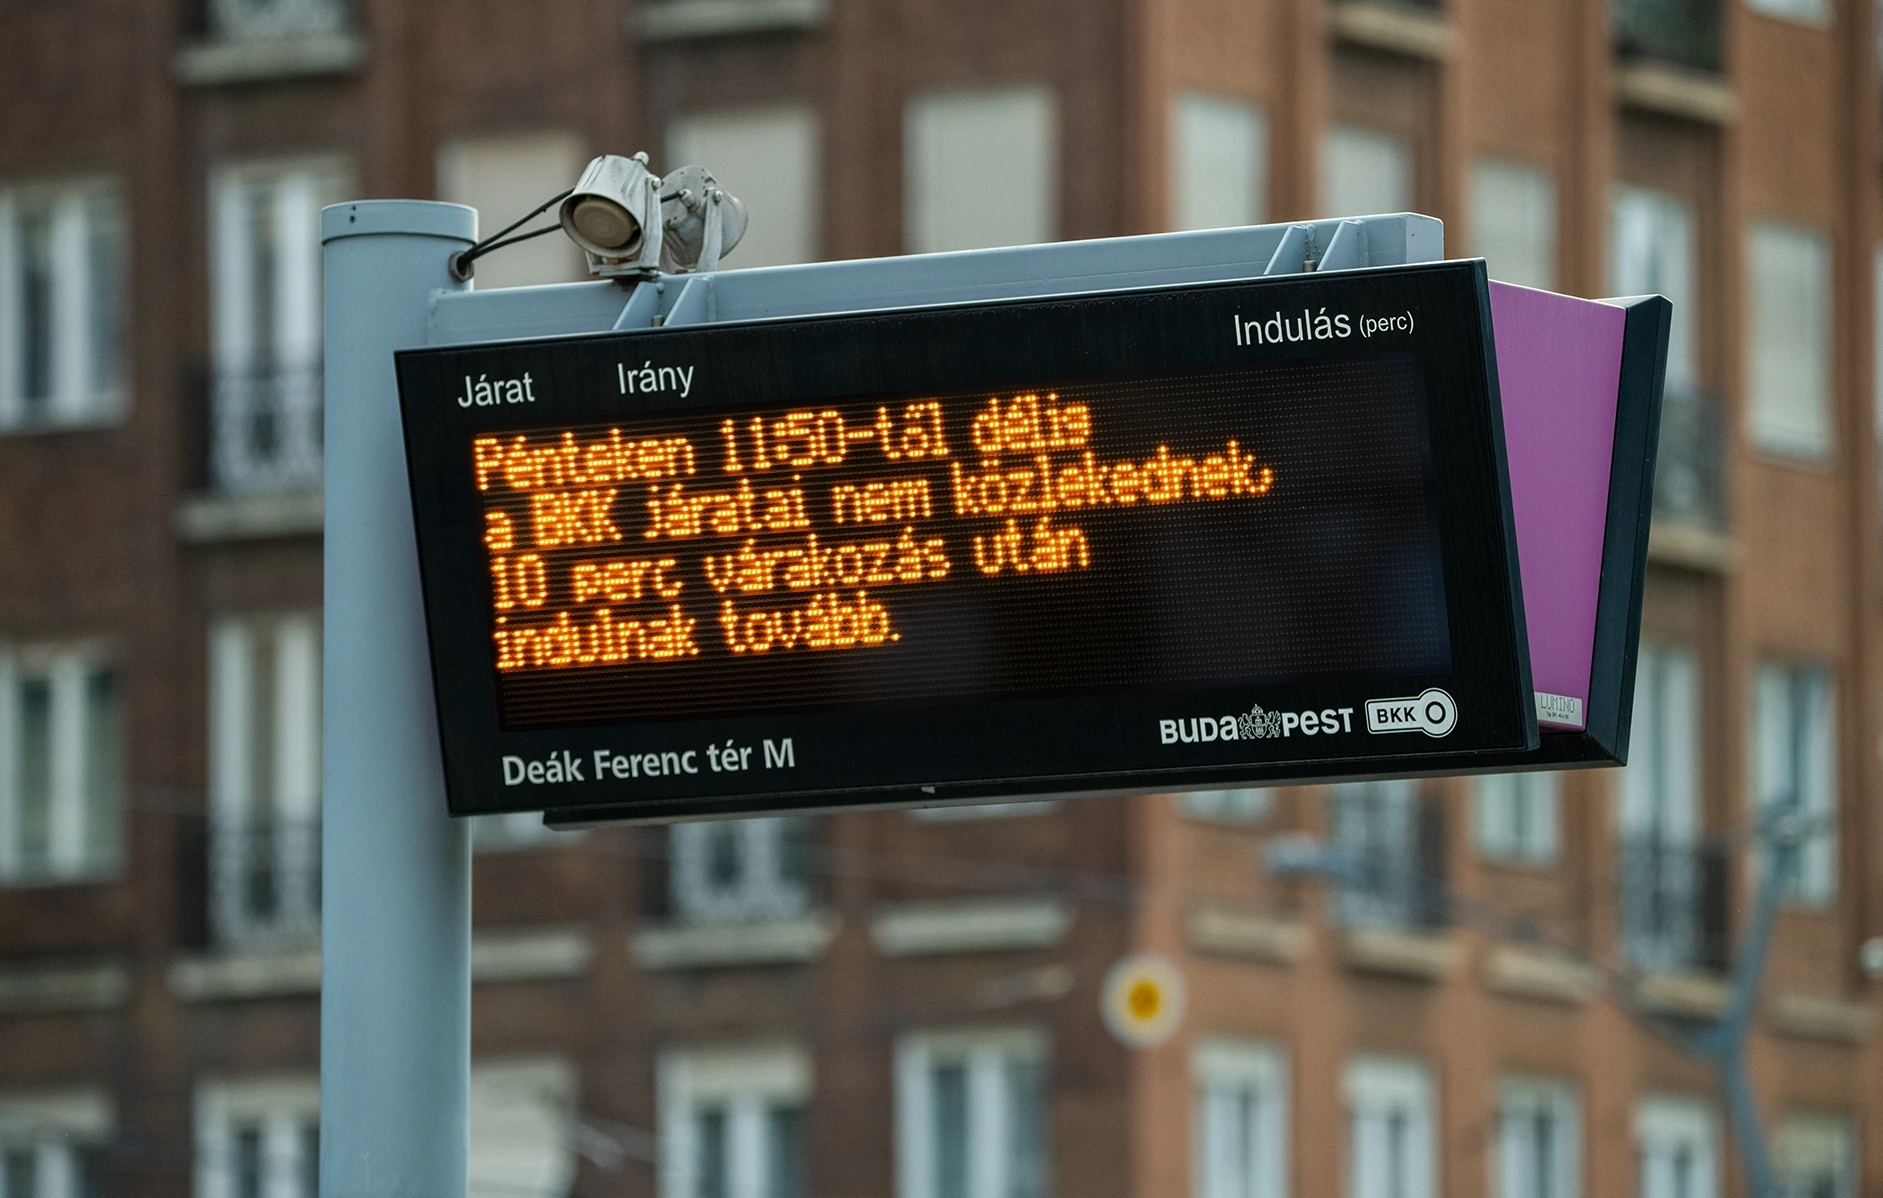 Járat Irány Indulás (perc)
Pénteken 11:50-től délig
a BKK járatai nem közlekednek,
10 perc várakozás után
indulnak tovább.
Deák Ferenc tér M
BUDAPEST BKK
LUMINO